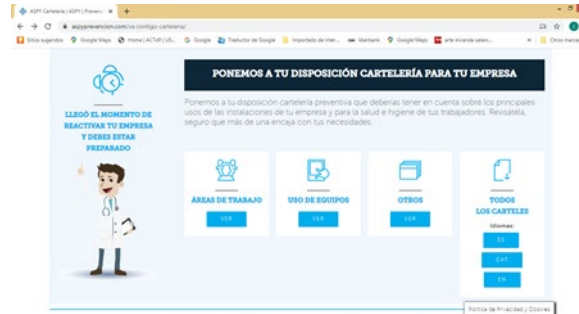 ASPY Cartelería | ASPY | Prevenc
aspyprevencion.com/va-contigo-carteleria/
Sitios sugeridos
Google Maps
Home | ACToR | US...
Google
Traductor de Google
Importado de Inter...
liberbank
Google Maps
arte miranda salam...
Otros marca
LLEGÓ EL MOMENTO DE
REACTIVAR TU EMPRESA
Y DEBES ESTAR
PREPARADO
PONEMOS A TU DISPOSICIÓN CARTELERÍA PARA TU EMPRESA
Ponemos a tu disposición cartelería preventiva que deberías tener en cuenta sobre los principales
usos de las instalaciones de tu empresa y para la salud e higiene de tus trabajadores. Revisatela,
seguro que más de una encaja con tus necesidades.
ÁREAS DE TRABAJO
VER
USO DE EQUIPOS
VER
OTROS
VER
TODOS
LOS CARTELES
Idiomas:
ES
CAT
EN
Política de Privacidad y Cookies